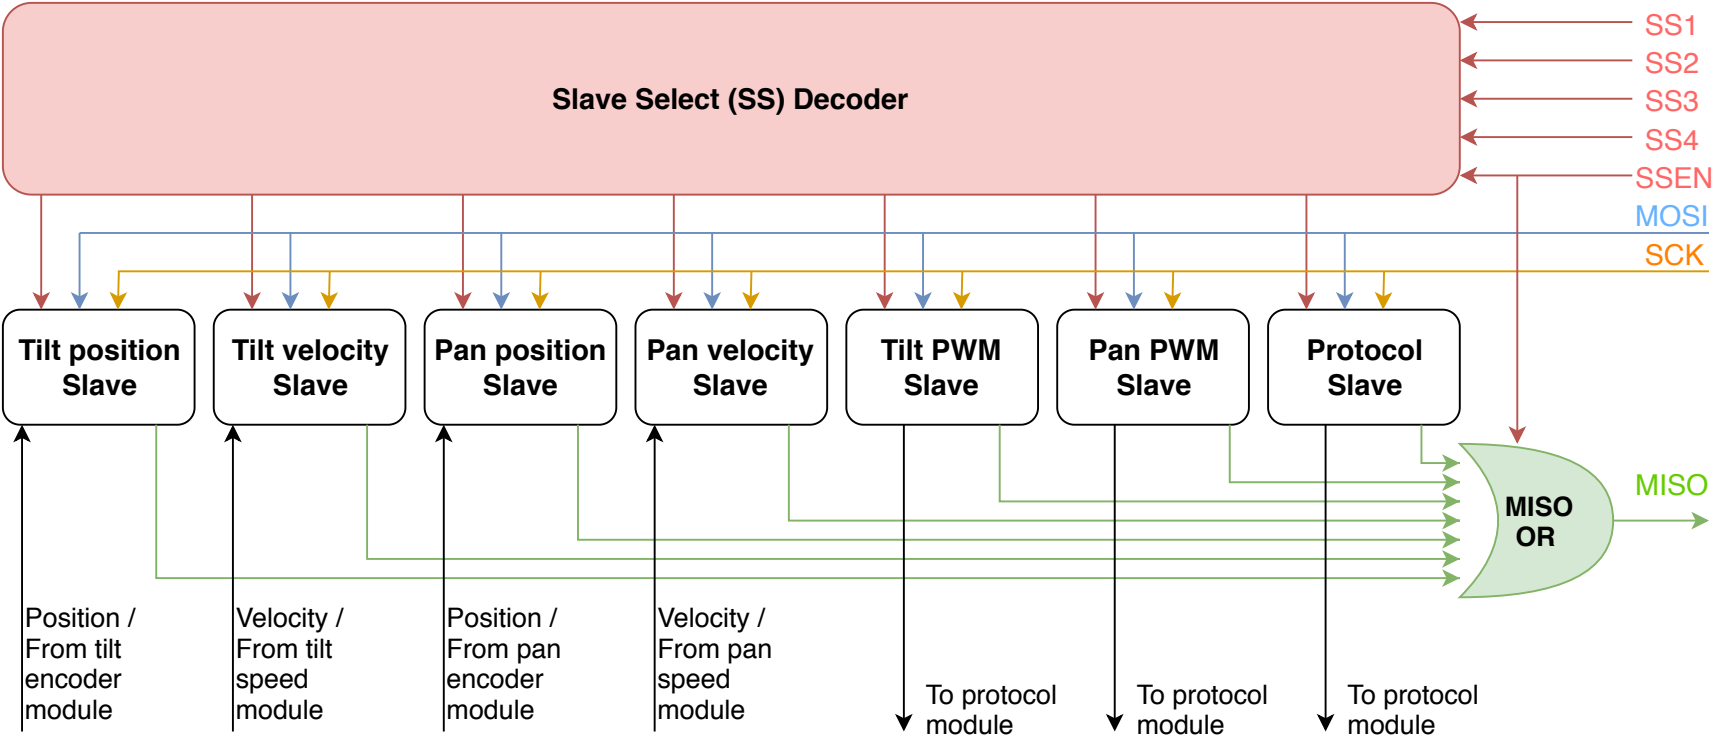 Slave Select (SS) Decoder
SS1
SS2
SS3
SS4
SSEN
MOSI
SCK
Tilt position
Slave
Tilt velocity
Slave
Pan position
Slave
Pan velocity
Slave
Tilt PWM
Slave
Pan PWM
Slave
Protocol
Slave
MISO
OR
MISO
Position /
From tilt
encoder
module
Velocity /
From tilt
speed
module
Position /
From pan
encoder
module
Velocity /
From pan
speed
module
To protocol
module
To protocol
module
To protocol
module